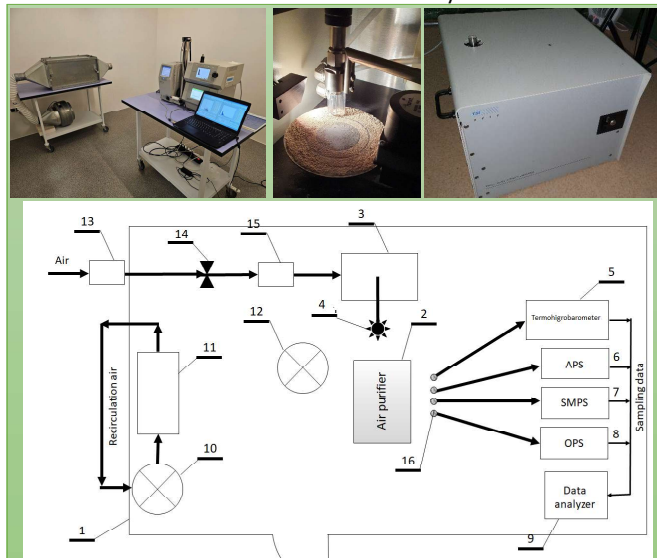 13
14
15
3
Air
5
4
2
Termohigrobarometer
12
11
Recirculation air
Air purifier
APS
6
SMPS
7
Sampling data
OPS
8
10
16
Data
analyzer
1
9